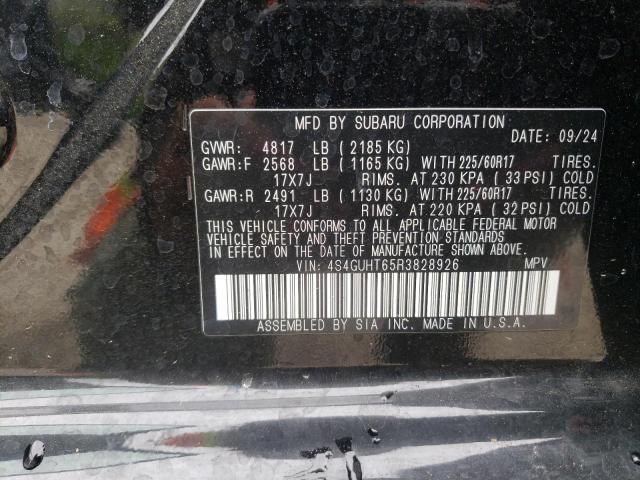 MFD BY SUBARU CORPORATION
DATE: 09/24
GVWR: 4817 LB (2185 KG)
GAWR:F 2568 LB (1165 KG) WITH 225/60R17 TIRES.
17X7J RIMS. AT 230 KPA (33 PSI) COLD
GAWR:R 2491 LB (1130 KG) WITH 225/60R17 TIRES.
17X7J RIMS. AT 220 KPA (32 PSI) COLD
THIS VEHICLE CONFORMS TO ALL APPLICABLE FEDERAL MOTOR
VEHICLE SAFETY AND THEFT PREVENTION STANDARDS
IN EFFECT ON THE DATE OF MANUFACTURE SHOWN ABOVE.
VIN: 4S4GUHT65R3828926 MPV
ASSEMBLED BY SIA INC. MADE IN U.S.A.